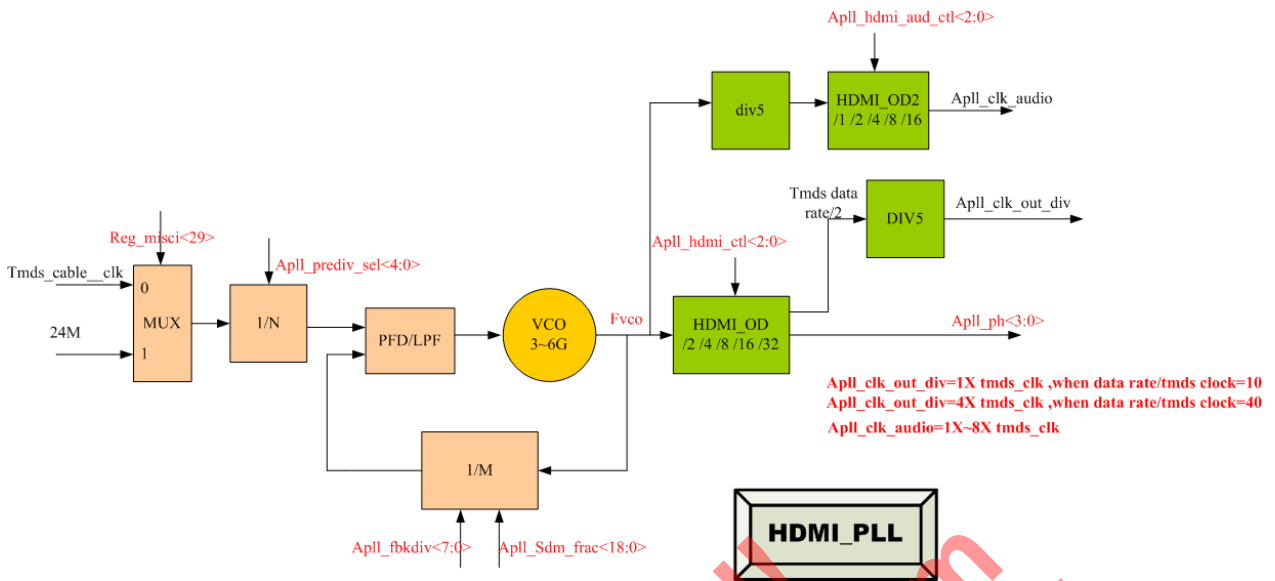 Apll_hdmi_aud_ctl<2:0>
div5
HDMI_OD2
/1 /2 /4 /8 /16
Apll_clk_audio
Tmds data
rate/2
DIV5
Apll_clk_out_div
Reg_misci<29>
Apll_hdmi_ctl<2:0>
Tmds_cable__clk
Apll_prediv_sel<4:0>
0
MUX
1
24M
1/N
PFD/LPF
VCO
3~6G
Fvco
HDMI_OD
/2 /4 /8 /16 /32
Apll_ph<3:0>
Apll_clk_out_div=1X tmds_clk ,when data rate/tmds clock=10
Apll_clk_out_div=4X tmds_clk ,when data rate/tmds clock=40
Apll_clk_audio=1X~8X tmds_clk
1/M
Apll_fbkdiv<7:0>
Apll_Sdm_frac<18:0>
HDMI_PLL